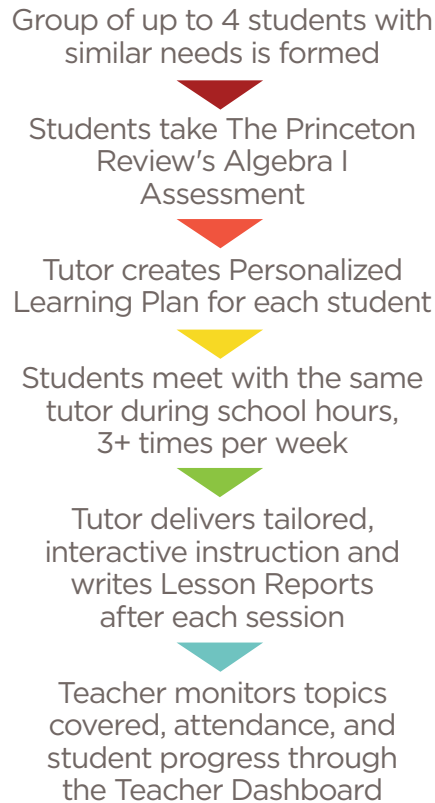 Group of up to 4 students with
similar needs is formed
Students take The Princeton
Review's Algebra I
Assessment
Tutor creates Personalized
Learning Plan for each student
Students meet with the same
tutor during school hours,
3+ times per week
Tutor delivers tailored,
interactive instruction and
writes Lesson Reports
after each session
Teacher monitors topics
covered, attendance, and
student progress through
the Teacher Dashboard